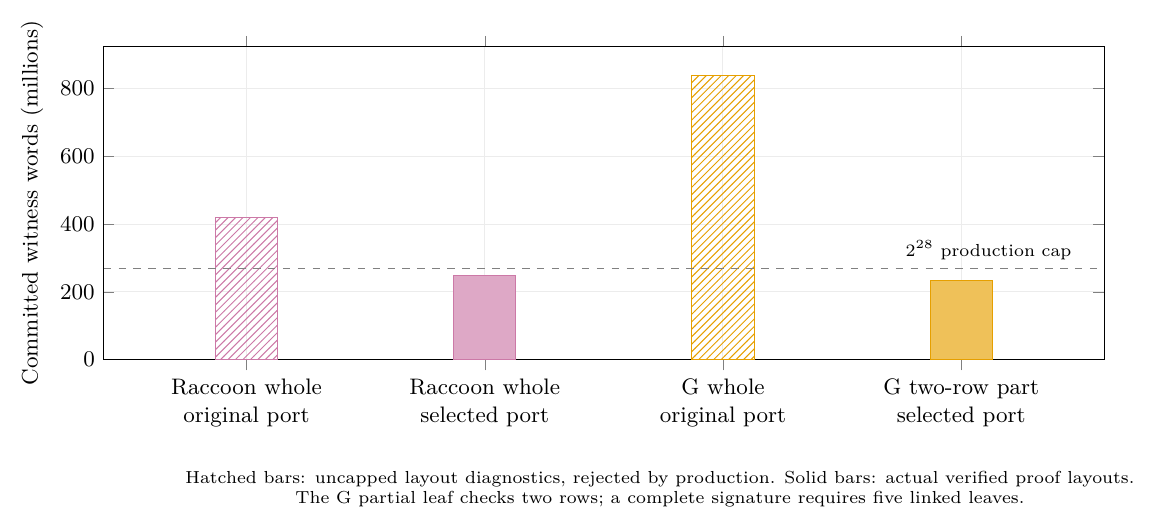 Committed witness words (millions)
800
600
400
200
0
2^28 production cap
Raccoon whole
original port
Raccoon whole
selected port
G whole
original port
G two-row part
selected port
Hatched bars: uncapped layout diagnostics, rejected by production. Solid bars: actual verified proof layouts.
The G partial leaf checks two rows; a complete signature requires five linked leaves.